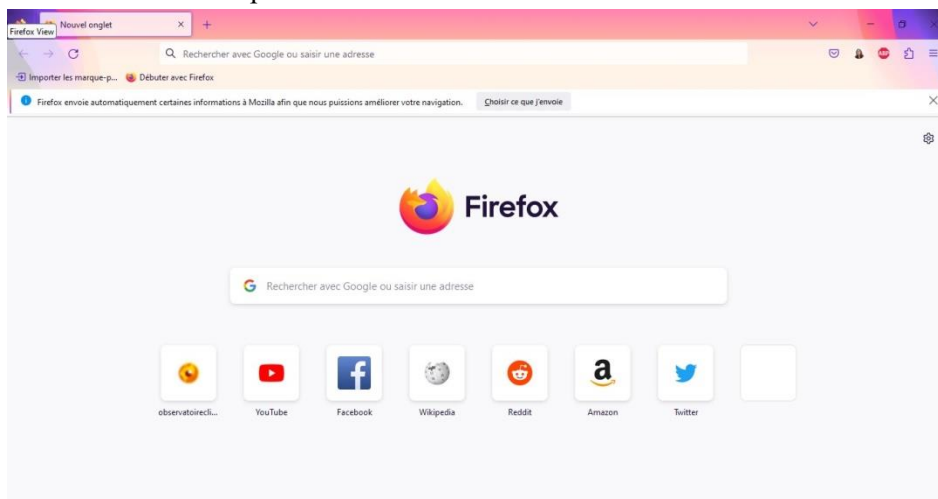 Nouvel onglet
Firefox View
Rechercher avec Google ou saisir une adresse
ABP
Importer les marque-p... Débuter avec Firefox
Firefox envoie automatiquement certaines informations à Mozilla afin que nous puissions améliorer votre navigation. Choisir ce que j'envoie
Firefox
Rechercher avec Google ou saisir une adresse
observatoirecli... YouTube Facebook Wikipedia Reddit Amazon Twitter